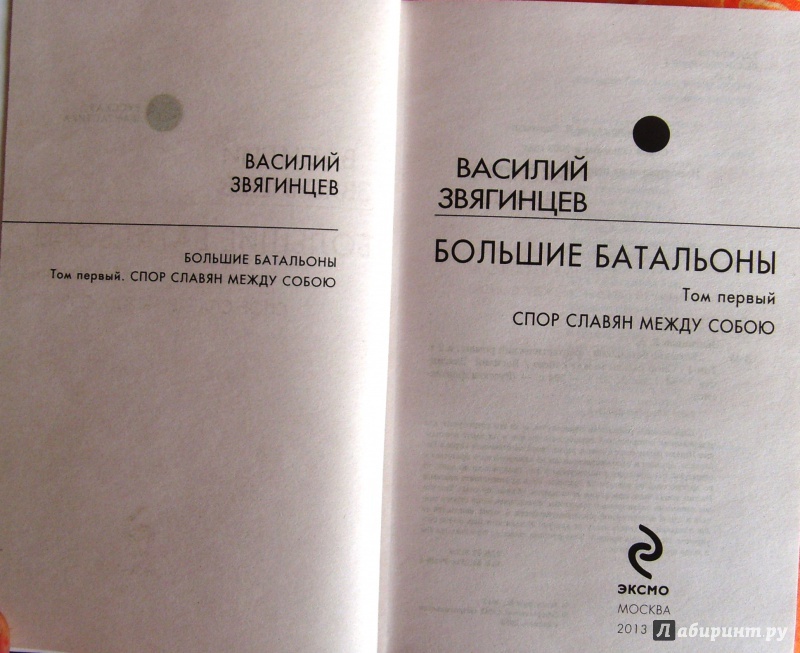 ВАСИЛИЙ
ЗВЯГИНЦЕВ
БОЛЬШИЕ БАТАЛЬОНЫ
Том первый. СПОР СЛАВЯН МЕЖДУ СОБОЮ
ВАСИЛИЙ
ЗВЯГИНЦЕВ
БОЛЬШИЕ БАТАЛЬОНЫ
Том первый
СПОР СЛАВЯН МЕЖДУ СОБОЮ
ЭКСМО
МОСКВА
2013
Лабиринт.ру